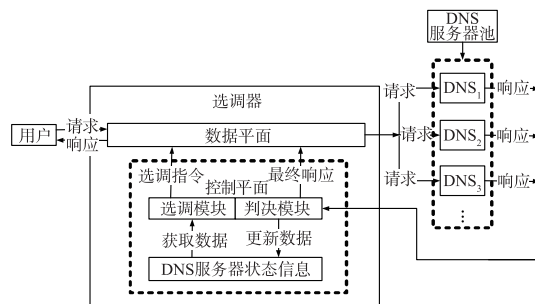 DNS
服务器池
选调器
用户
请求
响应
数据平面
请求
DNS1
响应
请求
DNS2
响应
请求
DNS3
响应
⋮
选调指令
最终响应
控制平面
选调模块
判决模块
获取数据
更新数据
DNS服务器状态信息